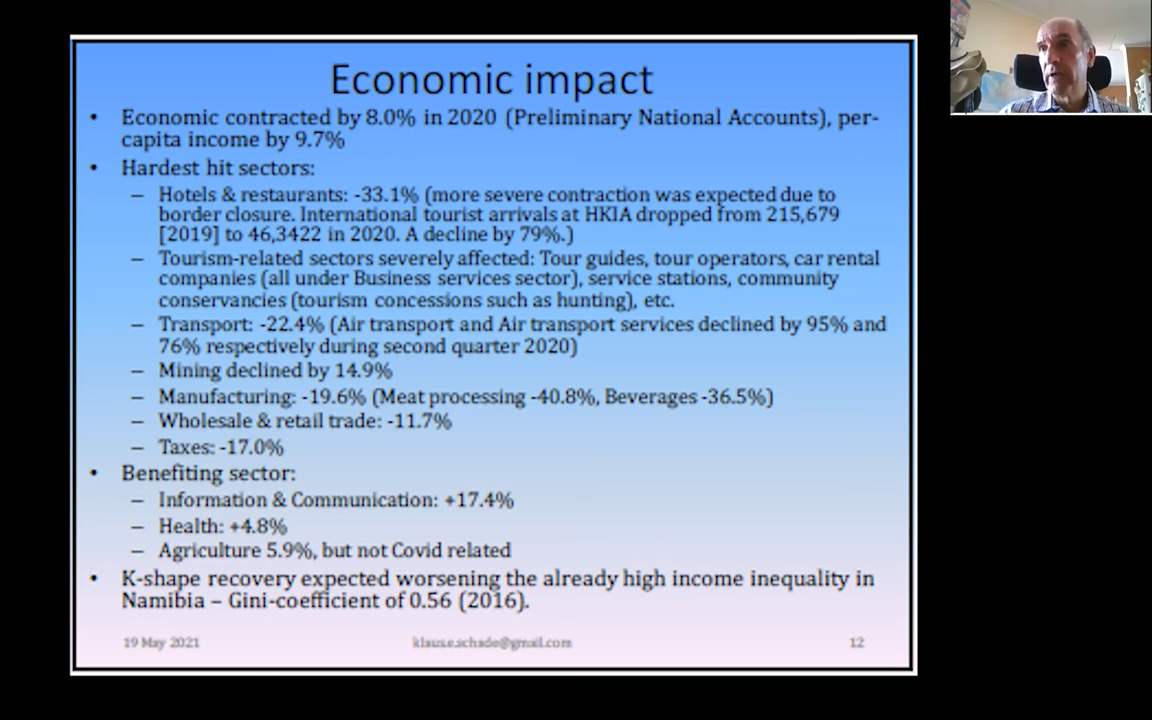 Economic impact
• Economic contracted by 8.0% in 2020 (Preliminary National Accounts), per-
capita income by 9.7%
• Hardest hit sectors:
– Hotels & restaurants: -33.1% (more severe contraction was expected due to
border closure. International tourist arrivals at HKIA dropped from 215,679
[2019] to 46,3422 in 2020. A decline by 79%.)
– Tourism-related sectors severely affected: Tour guides, tour operators, car rental
companies (all under Business services sector), service stations, community
conservancies (tourism concessions such as hunting), etc.
– Transport: -22.4% (Air transport and Air transport services declined by 95% and
76% respectively during second quarter 2020)
– Mining declined by 14.9%
– Manufacturing: -19.6% (Meat processing -40.8%, Beverages -36.5%)
– Wholesale & retail trade: -11.7%
– Taxes: -17.0%
• Benefiting sector:
– Information & Communication: +17.4%
– Health: +4.8%
– Agriculture 5.9%, but not Covid related
• K-shape recovery expected worsening the already high income inequality in
Namibia – Gini-coefficient of 0.56 (2016).
19 May 2021 klaus.e.schade@gmail.com 12